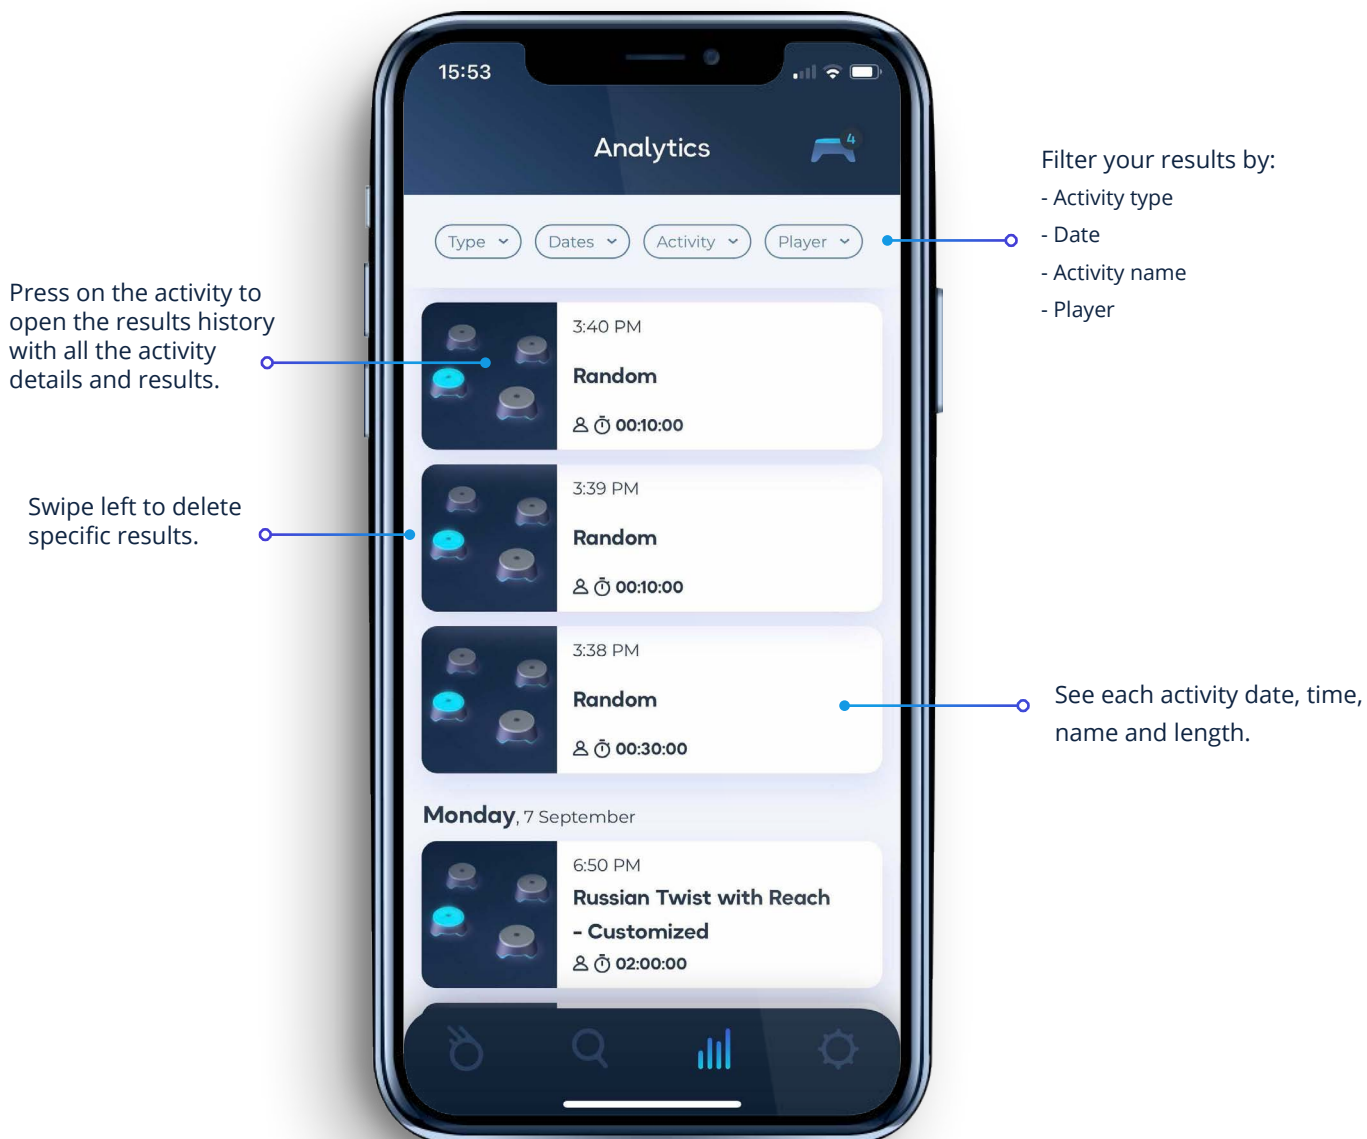 15:53
Analytics
4
Filter your results by:
- Activity type
- Date
- Activity name
- Player
Type
Dates
Activity
Player
Press on the activity to
open the results history
with all the activity
details and results.
3:40 PM
Random
00:10:00
Swipe left to delete
specific results.
3:39 PM
Random
00:10:00
3:38 PM
Random
00:30:00
See each activity date, time,
name and length.
Monday, 7 September
6:50 PM
Russian Twist with Reach
- Customized
02:00:00